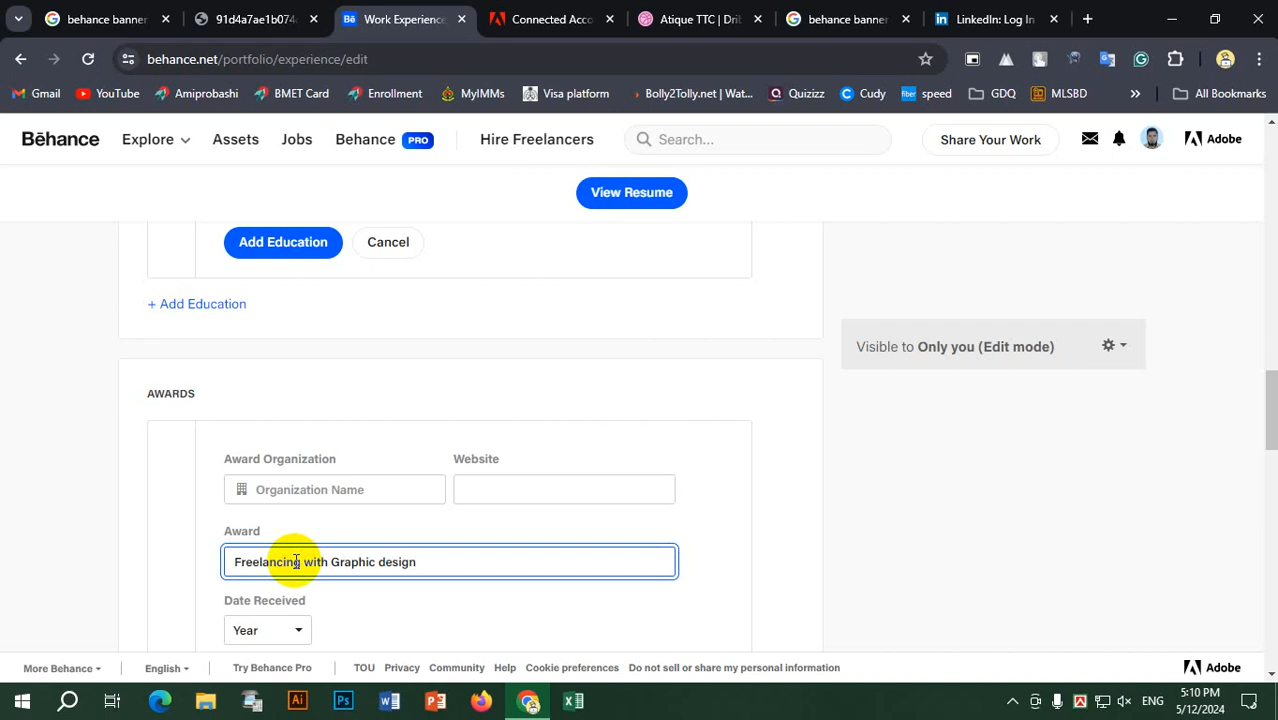 behance banner
91d4a7ae1b074
Work Experience
Connected Acco
Atique TTC | Dril
behance banner
LinkedIn: Log In
behance.net/portfolio/experience/edit
Gmail
YouTube
Amiprobashi
BMET Card
Enrollment
MyIMMs
Visa platform
Bolly2Tolly.net | Wat...
Quizizz
Cudy
fiber speed
GDQ
MLSBD
All Bookmarks
Bēhance
Explore
Assets
Jobs
Behance PRO
Hire Freelancers
Search...
Share Your Work
Adobe
View Resume
Add Education Cancel
+ Add Education
Visible to Only you (Edit mode)
AWARDS
Award Organization Website
Organization Name
Award
Freelancing with Graphic design
Date Received
Year
More Behance
English
Try Behance Pro
TOU Privacy Community Help Cookie preferences Do not sell or share my personal information
Adobe
Ai Ps
ENG
5:10 PM
5/12/2024